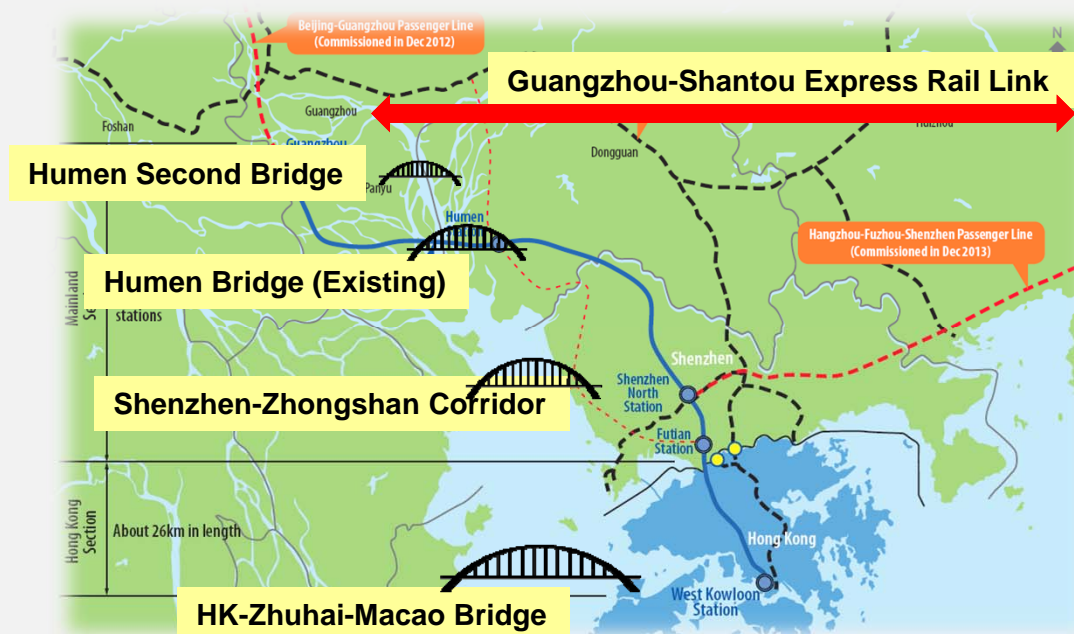 Beijing-Guangzhou Passenger Line
(Commissioned in Dec 2012)
N
Guangzhou-Shantou Express Rail Link
Guangzhou
Foshan
Dongguan
Humen Second Bridge
Panyu
Humen
Hangzhou-Fuzhou-Shenzhen Passenger Line
(Commissioned in Dec 2013)
Humen Bridge (Existing)
Mainland
stations
Shenzhen
Shenzhen
North
Station
Shenzhen-Zhongshan Corridor
Futian
Station
Hong Kong
Section
About 26km in length
Hong Kong
West Kowloon
Station
HK-Zhuhai-Macao Bridge